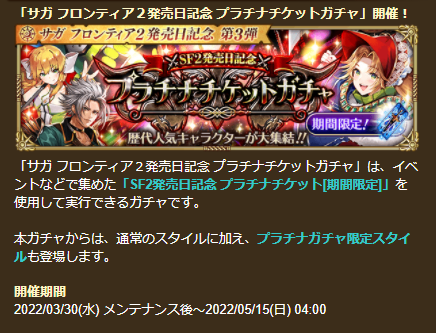 「サガ フロンティア２発売日記念 プラチナチケットガチャ」開催！
サガ フロンティア2 発売日記念 第3弾
SF2発売日記念
プラチナチケットガチャ
歴代人気キャラクターが大集結!!
期間限定!
「サガ フロンティア２発売日記念 プラチナチケットガチャ」は、イベ
ントなどで集めた「SF2発売日記念 プラチナチケット[期間限定]」を
使用して実行できるガチャです。
本ガチャからは、通常のスタイルに加え、プラチナガチャ限定スタイ
ルも登場します。
開催期間
2022/03/30(水) メンテナンス後～2022/05/15(日) 04:00